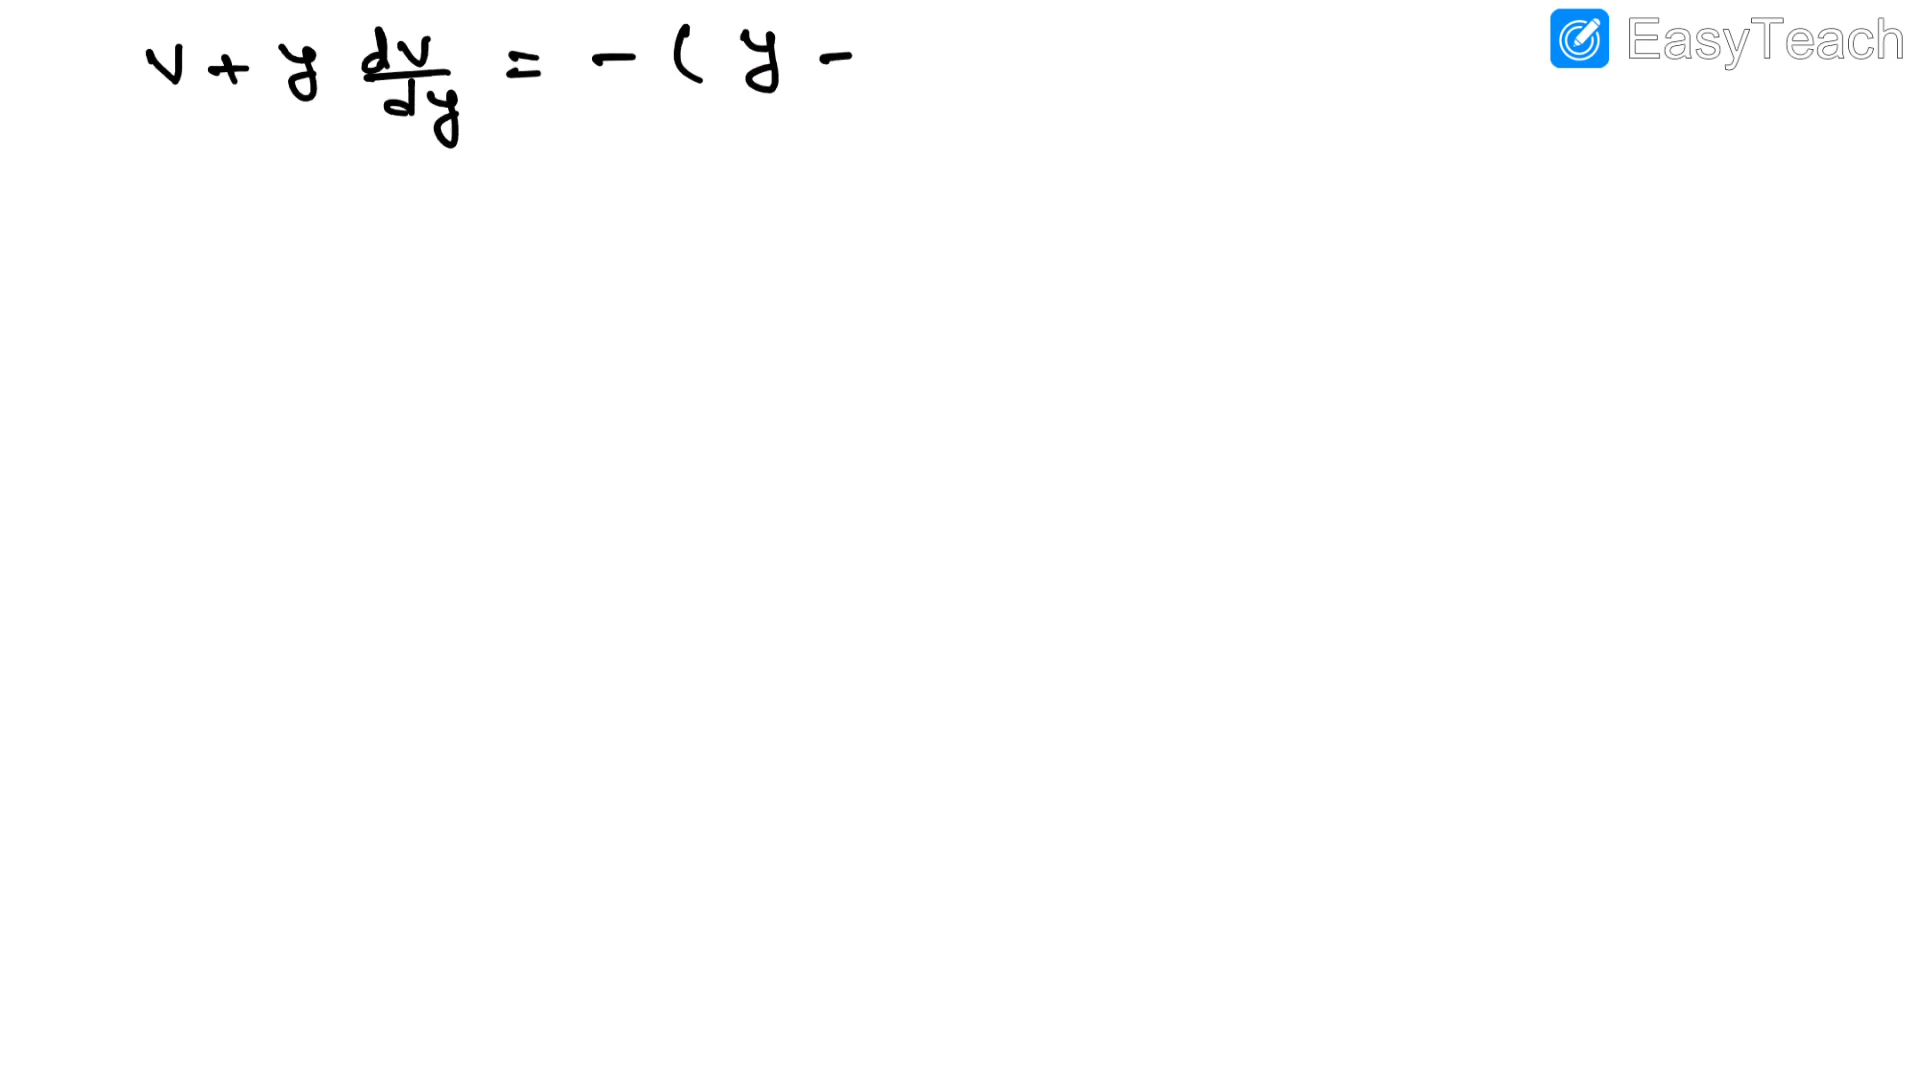 v + y dv/dy = - ( y -
EasyTeach